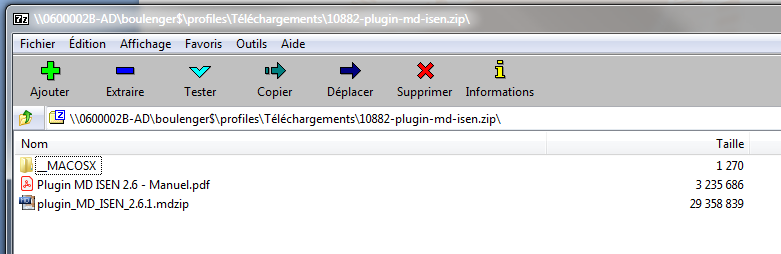 \\0600002B-AD\boulenger$\profiles\Téléchargements\10882-plugin-md-isen.zip\
Fichier Édition Affichage Favoris Outils Aide
Ajouter Extraire Tester Copier Déplacer Supprimer Informations
\\0600002B-AD\boulenger$\profiles\Téléchargements\10882-plugin-md-isen.zip\
Nom Taille
__MACOSX 1 270
Plugin MD ISEN 2.6 - Manuel.pdf 3 235 686
plugin_MD_ISEN_2.6.1.mdzip 29 358 839